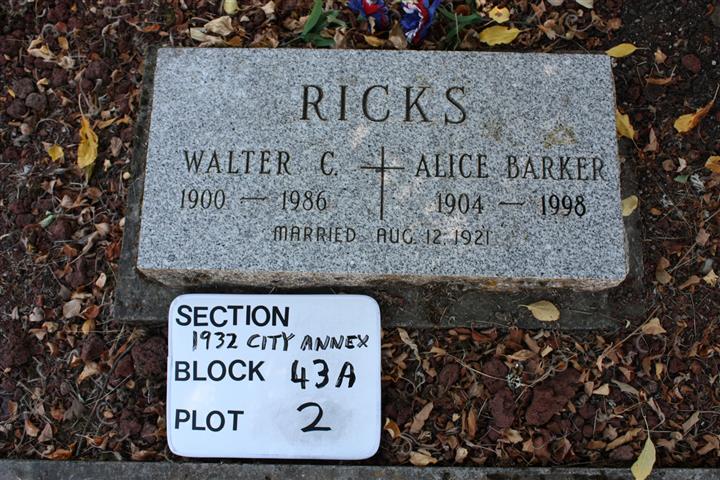 RICKS
WALTER C. ALICE BARKER
1900 — 1986 1904 — 1998
MARRIED AUG. 12. 1921
SECTION
1932 CITY ANNEX
BLOCK 43A
PLOT 2